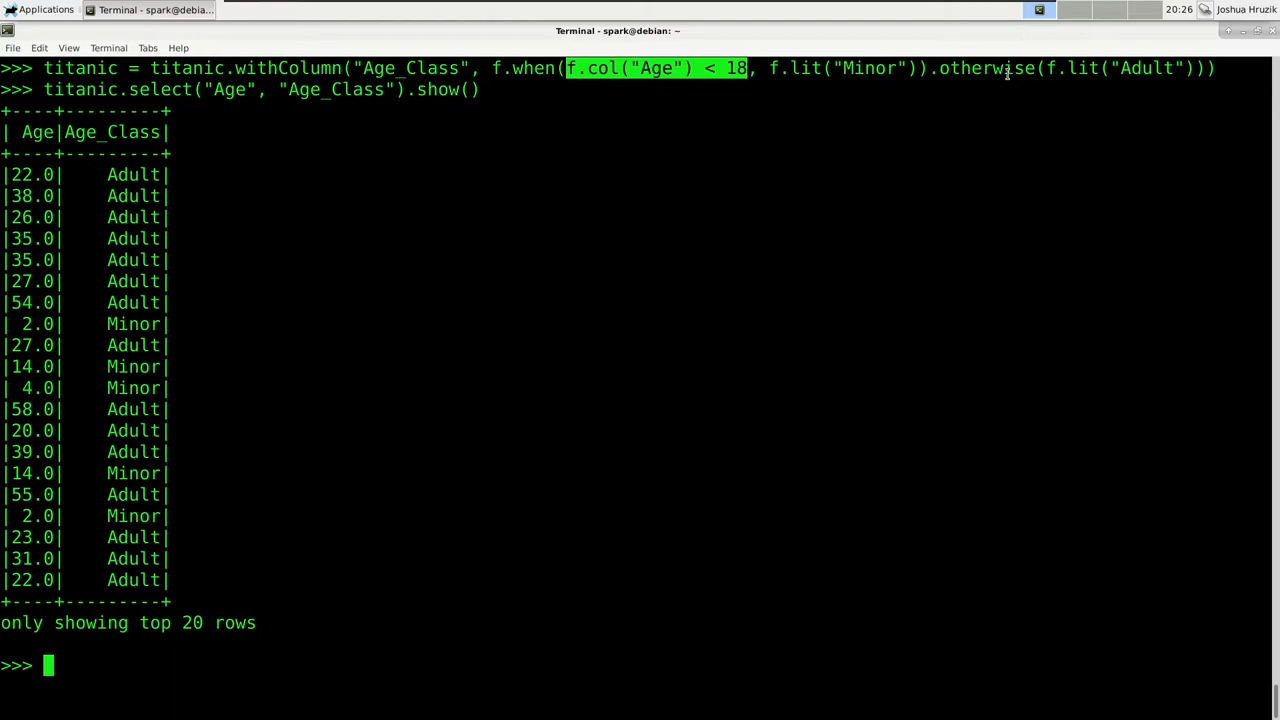 Applications Terminal - spark@debia... 20:26 Joshua Hruzik
Terminal - spark@debian: ~
File Edit View Terminal Tabs Help
>>> titanic = titanic.withColumn("Age_Class", f.when(f.col("Age") < 18, f.lit("Minor")).otherwise(f.lit("Adult")))
>>> titanic.select("Age", "Age_Class").show()
+----+---------+
| Age|Age_Class|
+----+---------+
|22.0|    Adult|
|38.0|    Adult|
|26.0|    Adult|
|35.0|    Adult|
|35.0|    Adult|
|27.0|    Adult|
|54.0|    Adult|
| 2.0|    Minor|
|27.0|    Adult|
|14.0|    Minor|
| 4.0|    Minor|
|58.0|    Adult|
|20.0|    Adult|
|39.0|    Adult|
|14.0|    Minor|
|55.0|    Adult|
| 2.0|    Minor|
|23.0|    Adult|
|31.0|    Adult|
|22.0|    Adult|
+----+---------+
only showing top 20 rows
>>>